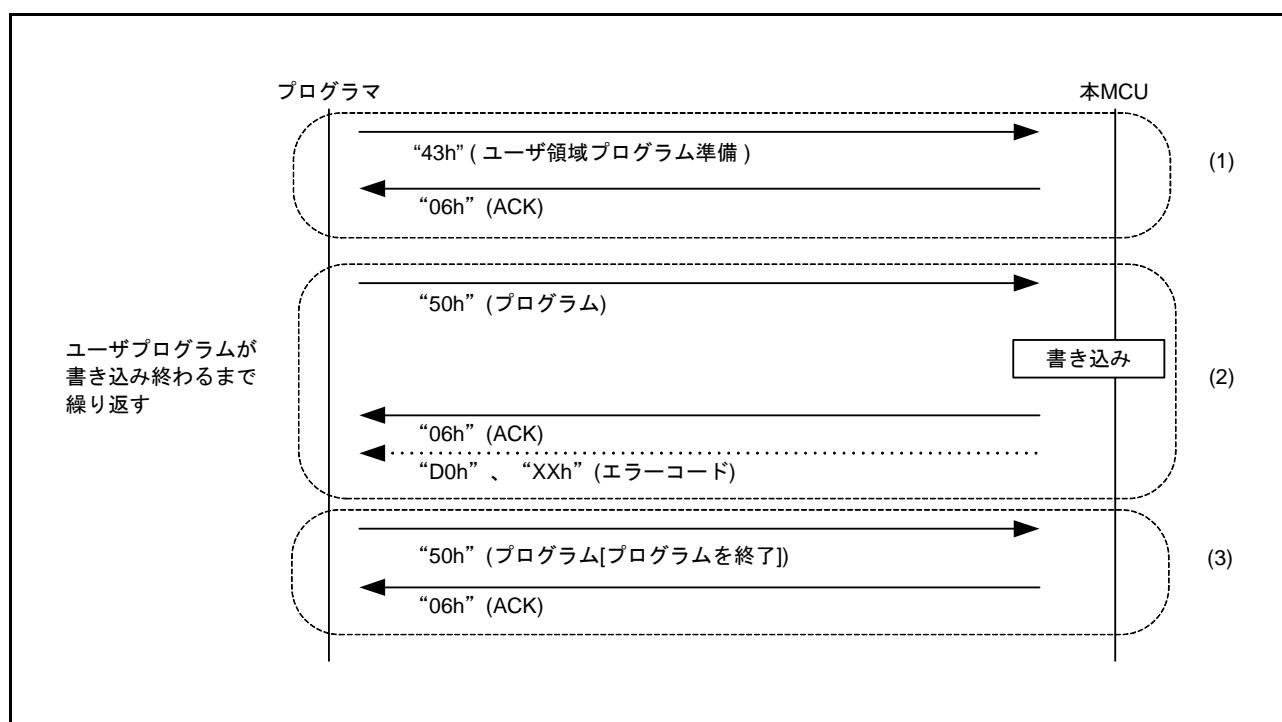 プログラマ
本MCU
“43h” ( ユーザ領域プログラム準備 )
(1)
“06h” (ACK)
“50h” (プログラム)
ユーザプログラムが
書き込み終わるまで
繰り返す
書き込み
(2)
“06h” (ACK)
“D0h” 、 “XXh” (エラーコード)
“50h” (プログラム[プログラムを終了])
(3)
“06h” (ACK)